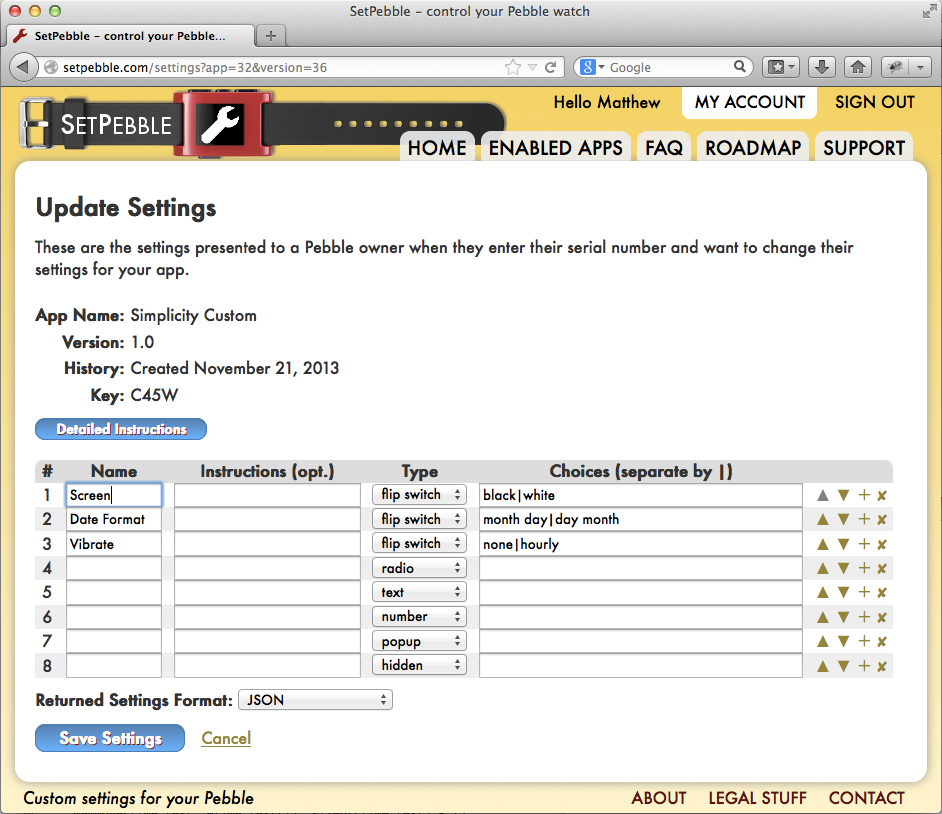 SetPebble – control your Pebble watch
SetPebble – control your Pebble...
setpebble.com/settings?app=32&version=36
Google
Hello Matthew
MY ACCOUNT
SIGN OUT
SETPEBBLE
HOME
ENABLED APPS
FAQ
ROADMAP
SUPPORT
Update Settings
These are the settings presented to a Pebble owner when they enter their serial number and want to change their
settings for your app.
App Name: Simplicity Custom
Version: 1.0
History: Created November 21, 2013
Key: C45W
Detailed Instructions
# Name Instructions (opt.) Type Choices (separate by |)
1 Screen flip switch black|white
2 Date Format flip switch month day|day month
3 Vibrate flip switch none|hourly
4 radio
5 text
6 number
7 popup
8 hidden
Returned Settings Format: JSON
Save Settings Cancel
Custom settings for your Pebble
ABOUT
LEGAL STUFF
CONTACT